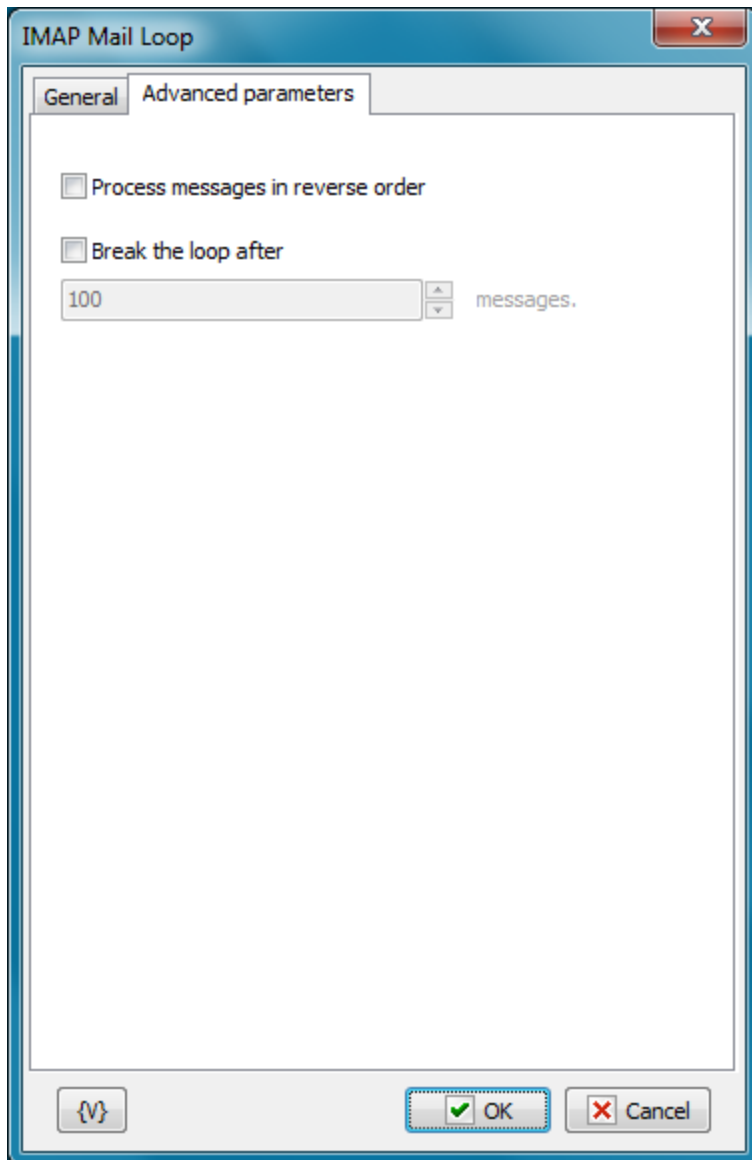 IMAP Mail Loop
General Advanced parameters
Process messages in reverse order
Break the loop after
100 messages.
{V} OK Cancel